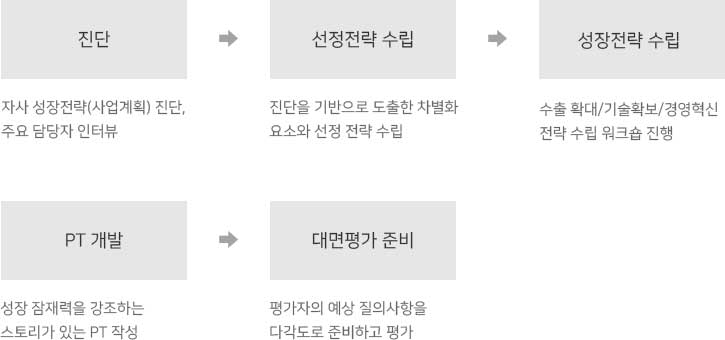 진단
선정전략 수립
성장전략 수립
자사 성장전략(사업계획) 진단,
주요 담당자 인터뷰
진단을 기반으로 도출한 차별화
요소와 선정 전략 수립
수출 확대/기술확보/경영혁신
전략 수립 워크숍 진행
PT 개발
대면평가 준비
성장 잠재력을 강조하는
스토리가 있는 PT 작성
평가자의 예상 질의사항을
다각도로 준비하고 평가